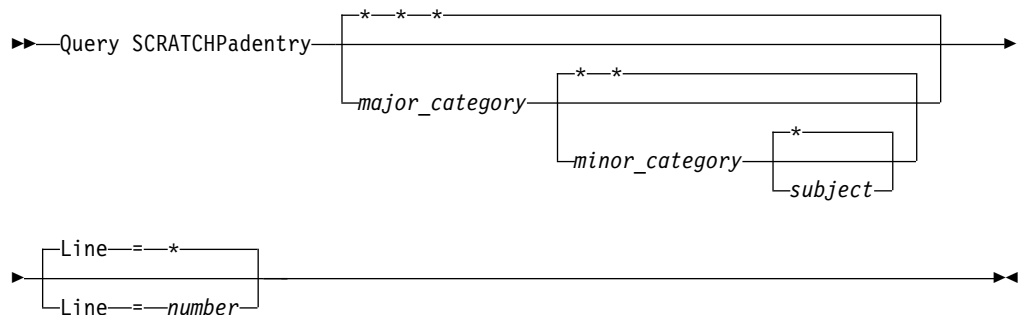 * * *
Query SCRATCHPadentry
* *
major_category
*
minor_category
subject
Line = *
Line = number